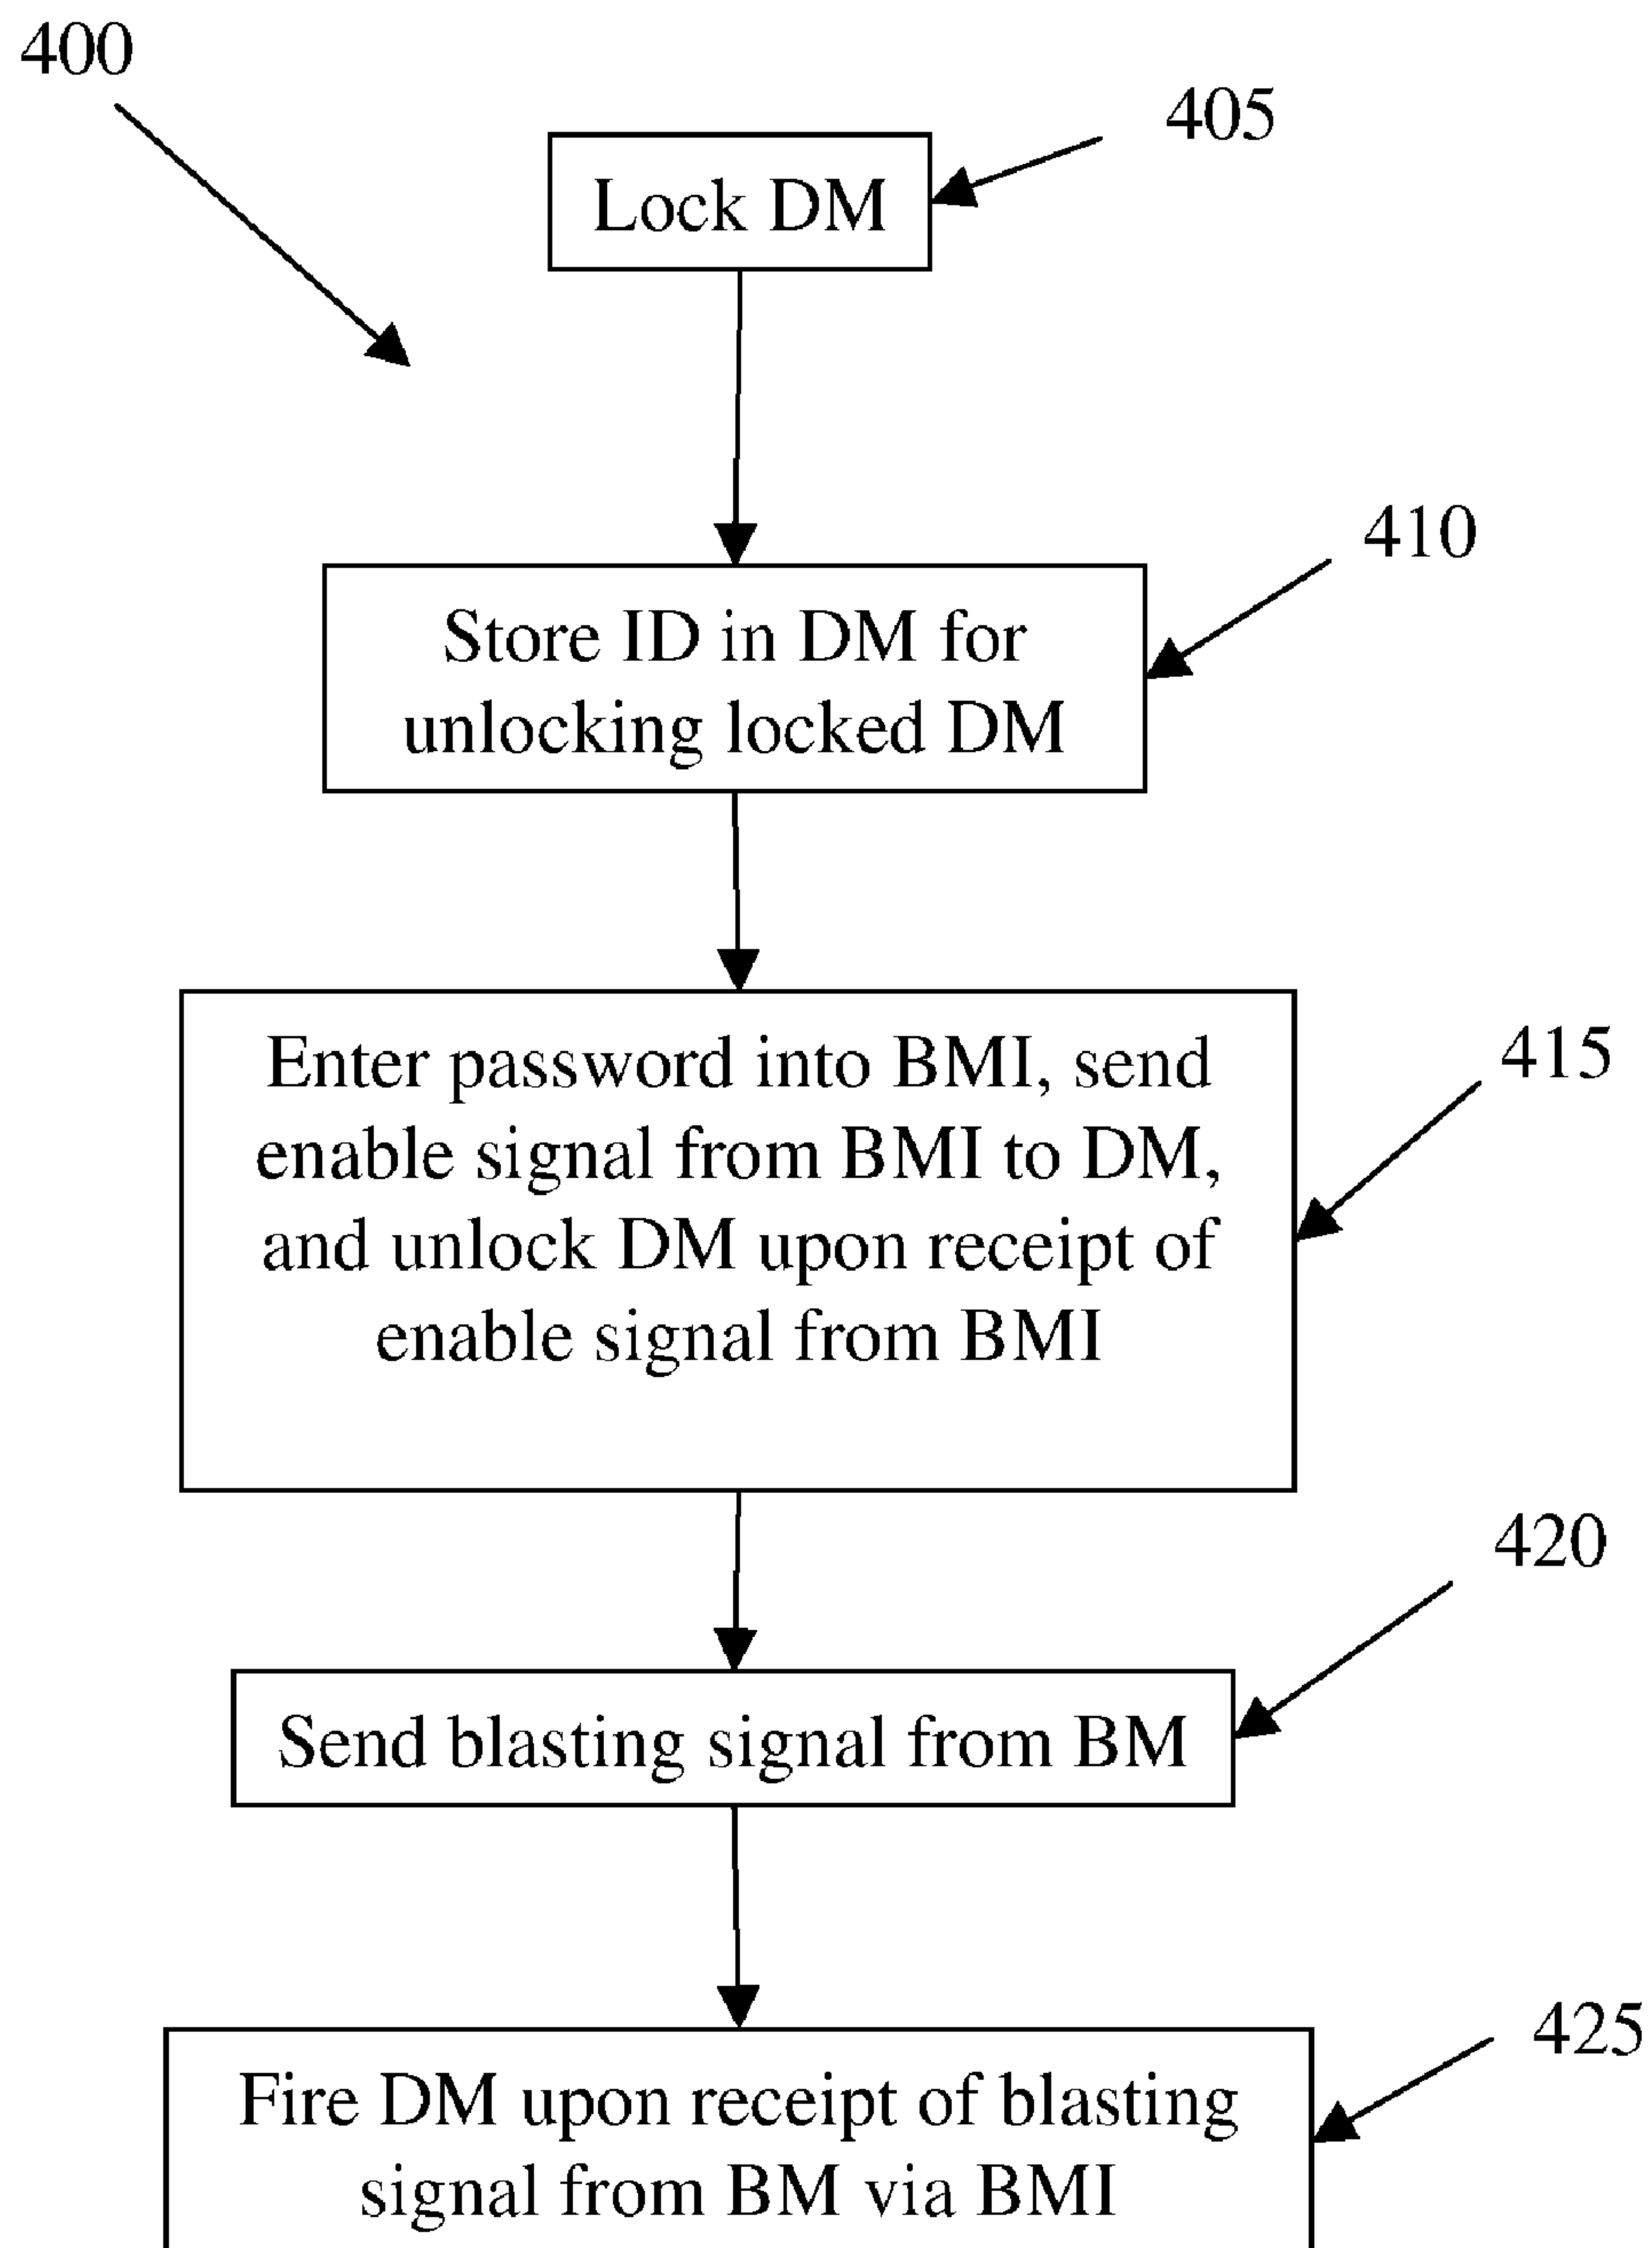 400
405
Lock DM
410
Store ID in DM for
unlocking locked DM
415
Enter password into BMI, send
enable signal from BMI to DM,
and unlock DM upon receipt of
enable signal from BMI
420
Send blasting signal from BM
425
Fire DM upon receipt of blasting
signal from BM via BMI